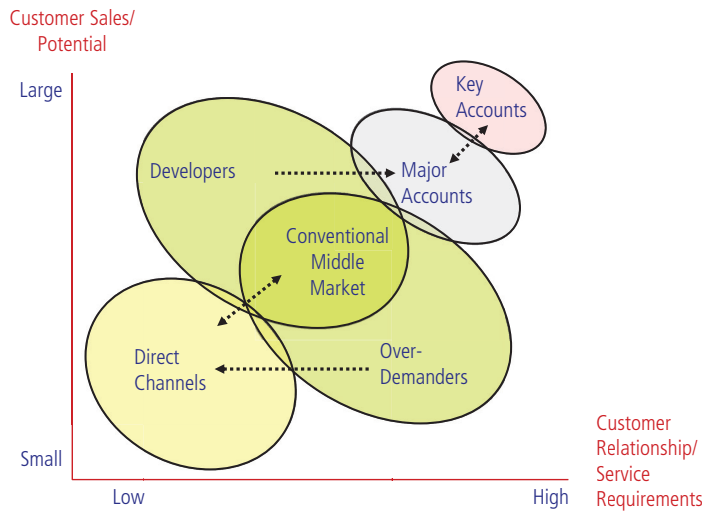 Customer Sales/
Potential
Large
Key
Accounts
Developers
Major
Accounts
Conventional
Middle
Market
Direct
Channels
Over-
Demanders
Small
Low
High
Customer
Relationship/
Service
Requirements